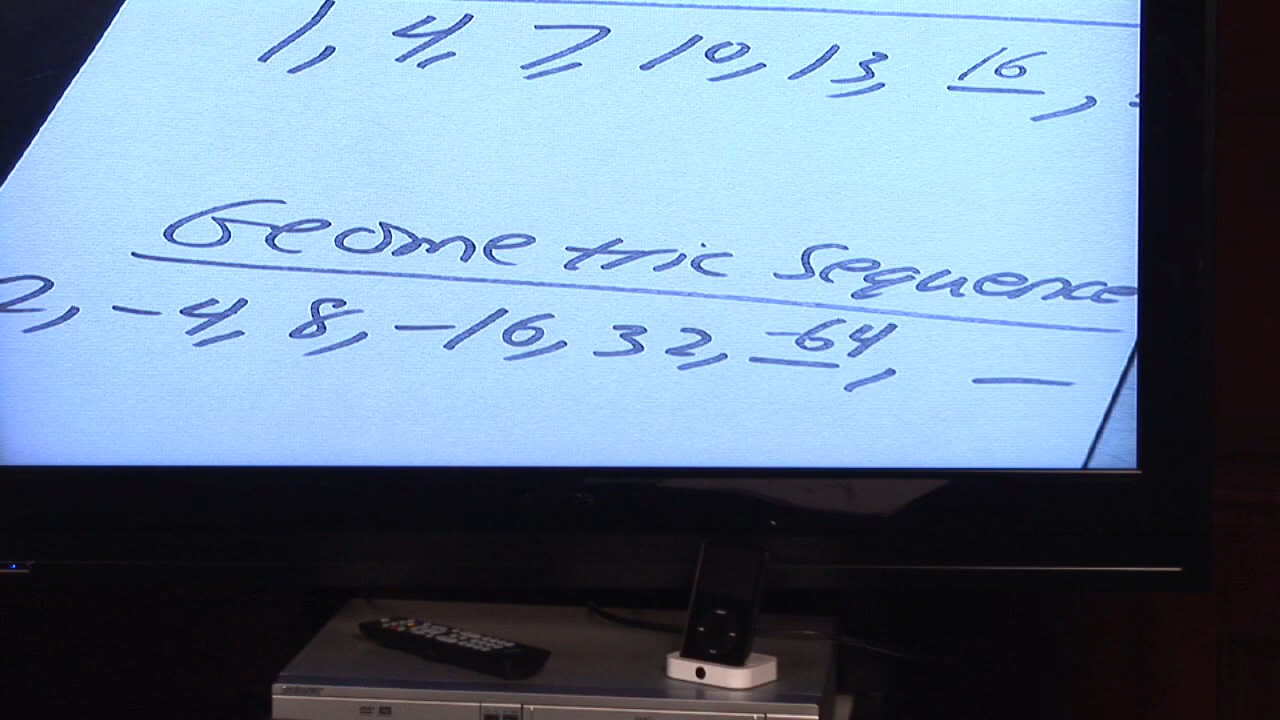 1, 4, 7, 10, 13, 16,
Geometric Sequence
2, -4, 8, -16, 32, -64, _